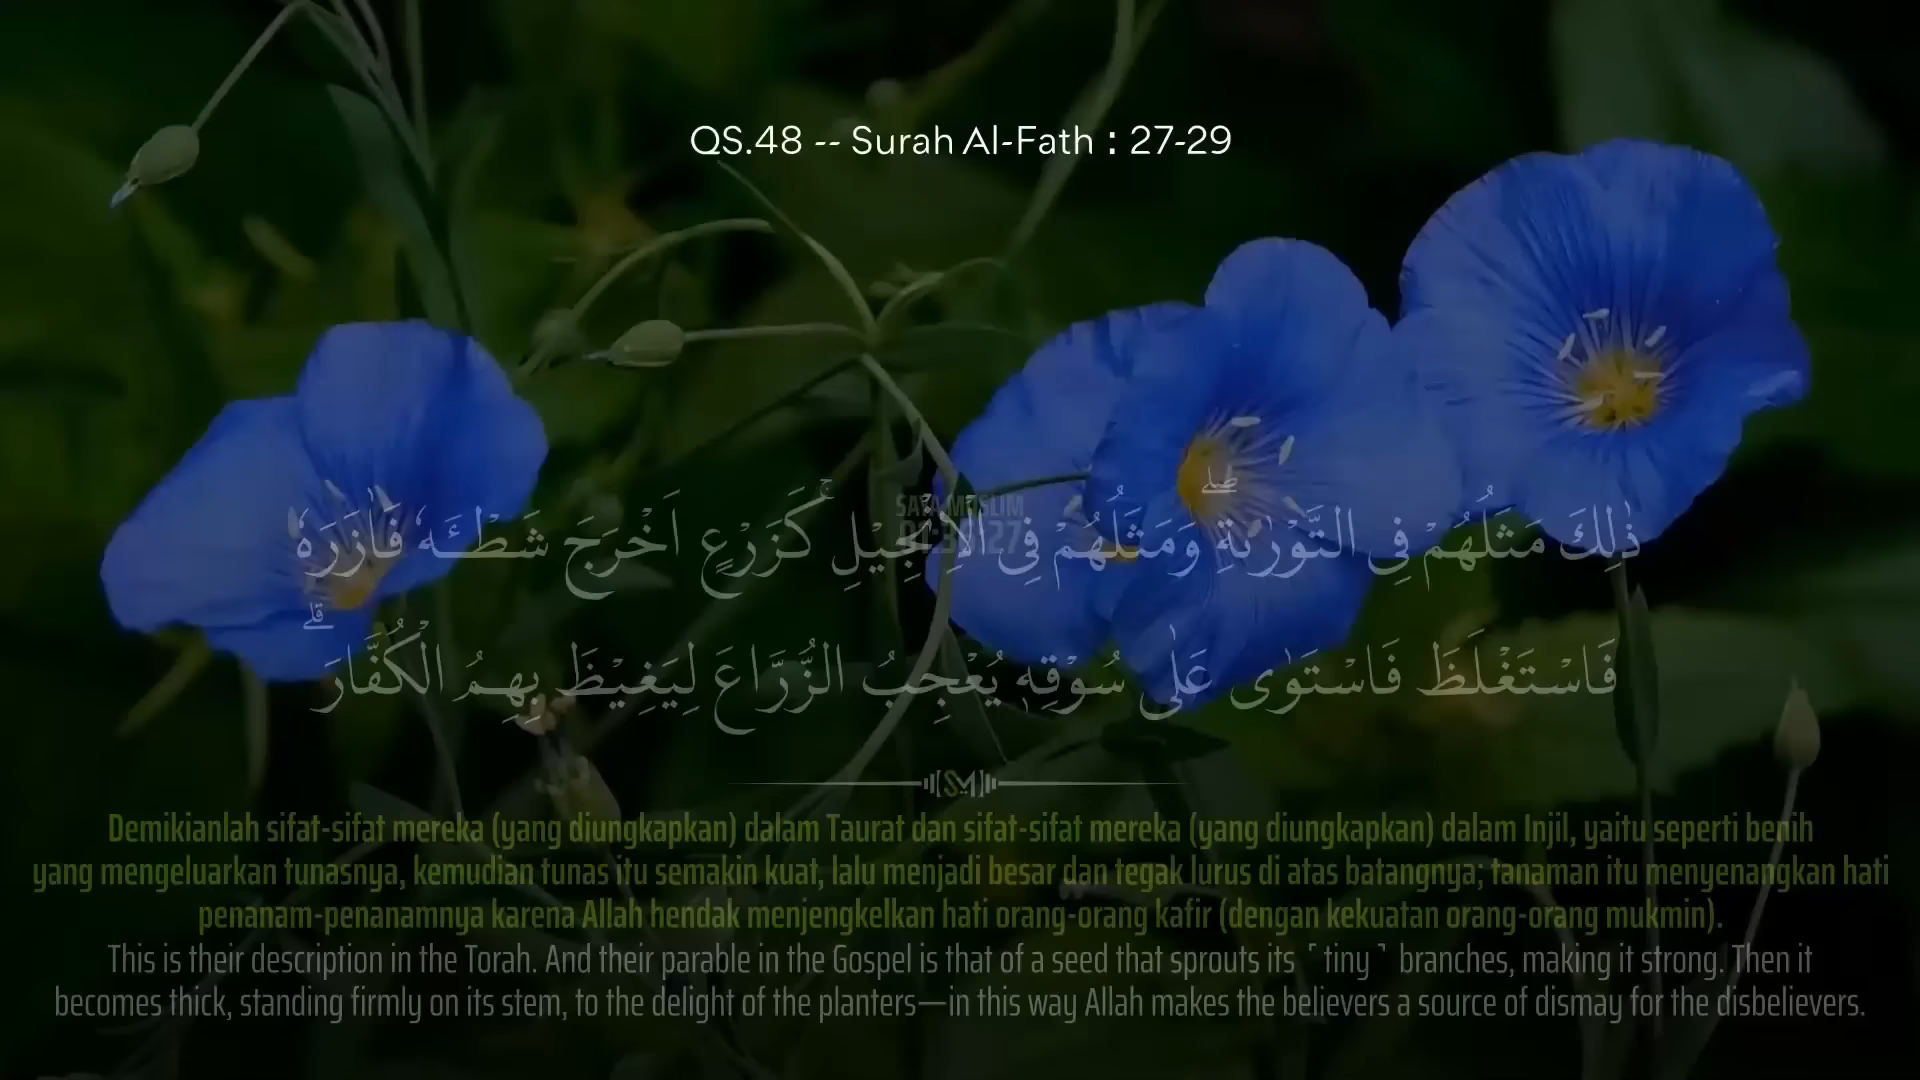 QS.48 -- Surah Al-Fath : 27-29
SAYA MUSLIM
ذٰلِكَ مَثَلُهُمْ فِى التَّوْرٰىةِ ۖ وَمَثَلُهُمْ فِى الْاِنْجِيْلِ ۚ كَزَرْعٍ اَخْرَجَ شَطْـَٔهٗ فَاٰزَرَهٗ
فَاسْتَغْلَظَ فَاسْتَوٰى عَلٰى سُوْقِهٖ يُعْجِبُ الزُّرَّاعَ لِيَغِيْظَ بِهِمُ الْكُفَّارَ ۗ
SM
Demikianlah sifat-sifat mereka (yang diungkapkan) dalam Taurat dan sifat-sifat mereka (yang diungkapkan) dalam Injil, yaitu seperti benih
yang mengeluarkan tunasnya, kemudian tunas itu semakin kuat, lalu menjadi besar dan tegak lurus di atas batangnya; tanaman itu menyenangkan hati
penanam-penanamnya karena Allah hendak menjengkelkan hati orang-orang kafir (dengan kekuatan orang-orang mukmin).
This is their description in the Torah. And their parable in the Gospel is that of a seed that sprouts its ˹tiny˺ branches, making it strong. Then it
becomes thick, standing firmly on its stem, to the delight of the planters—in this way Allah makes the believers a source of dismay for the disbelievers.